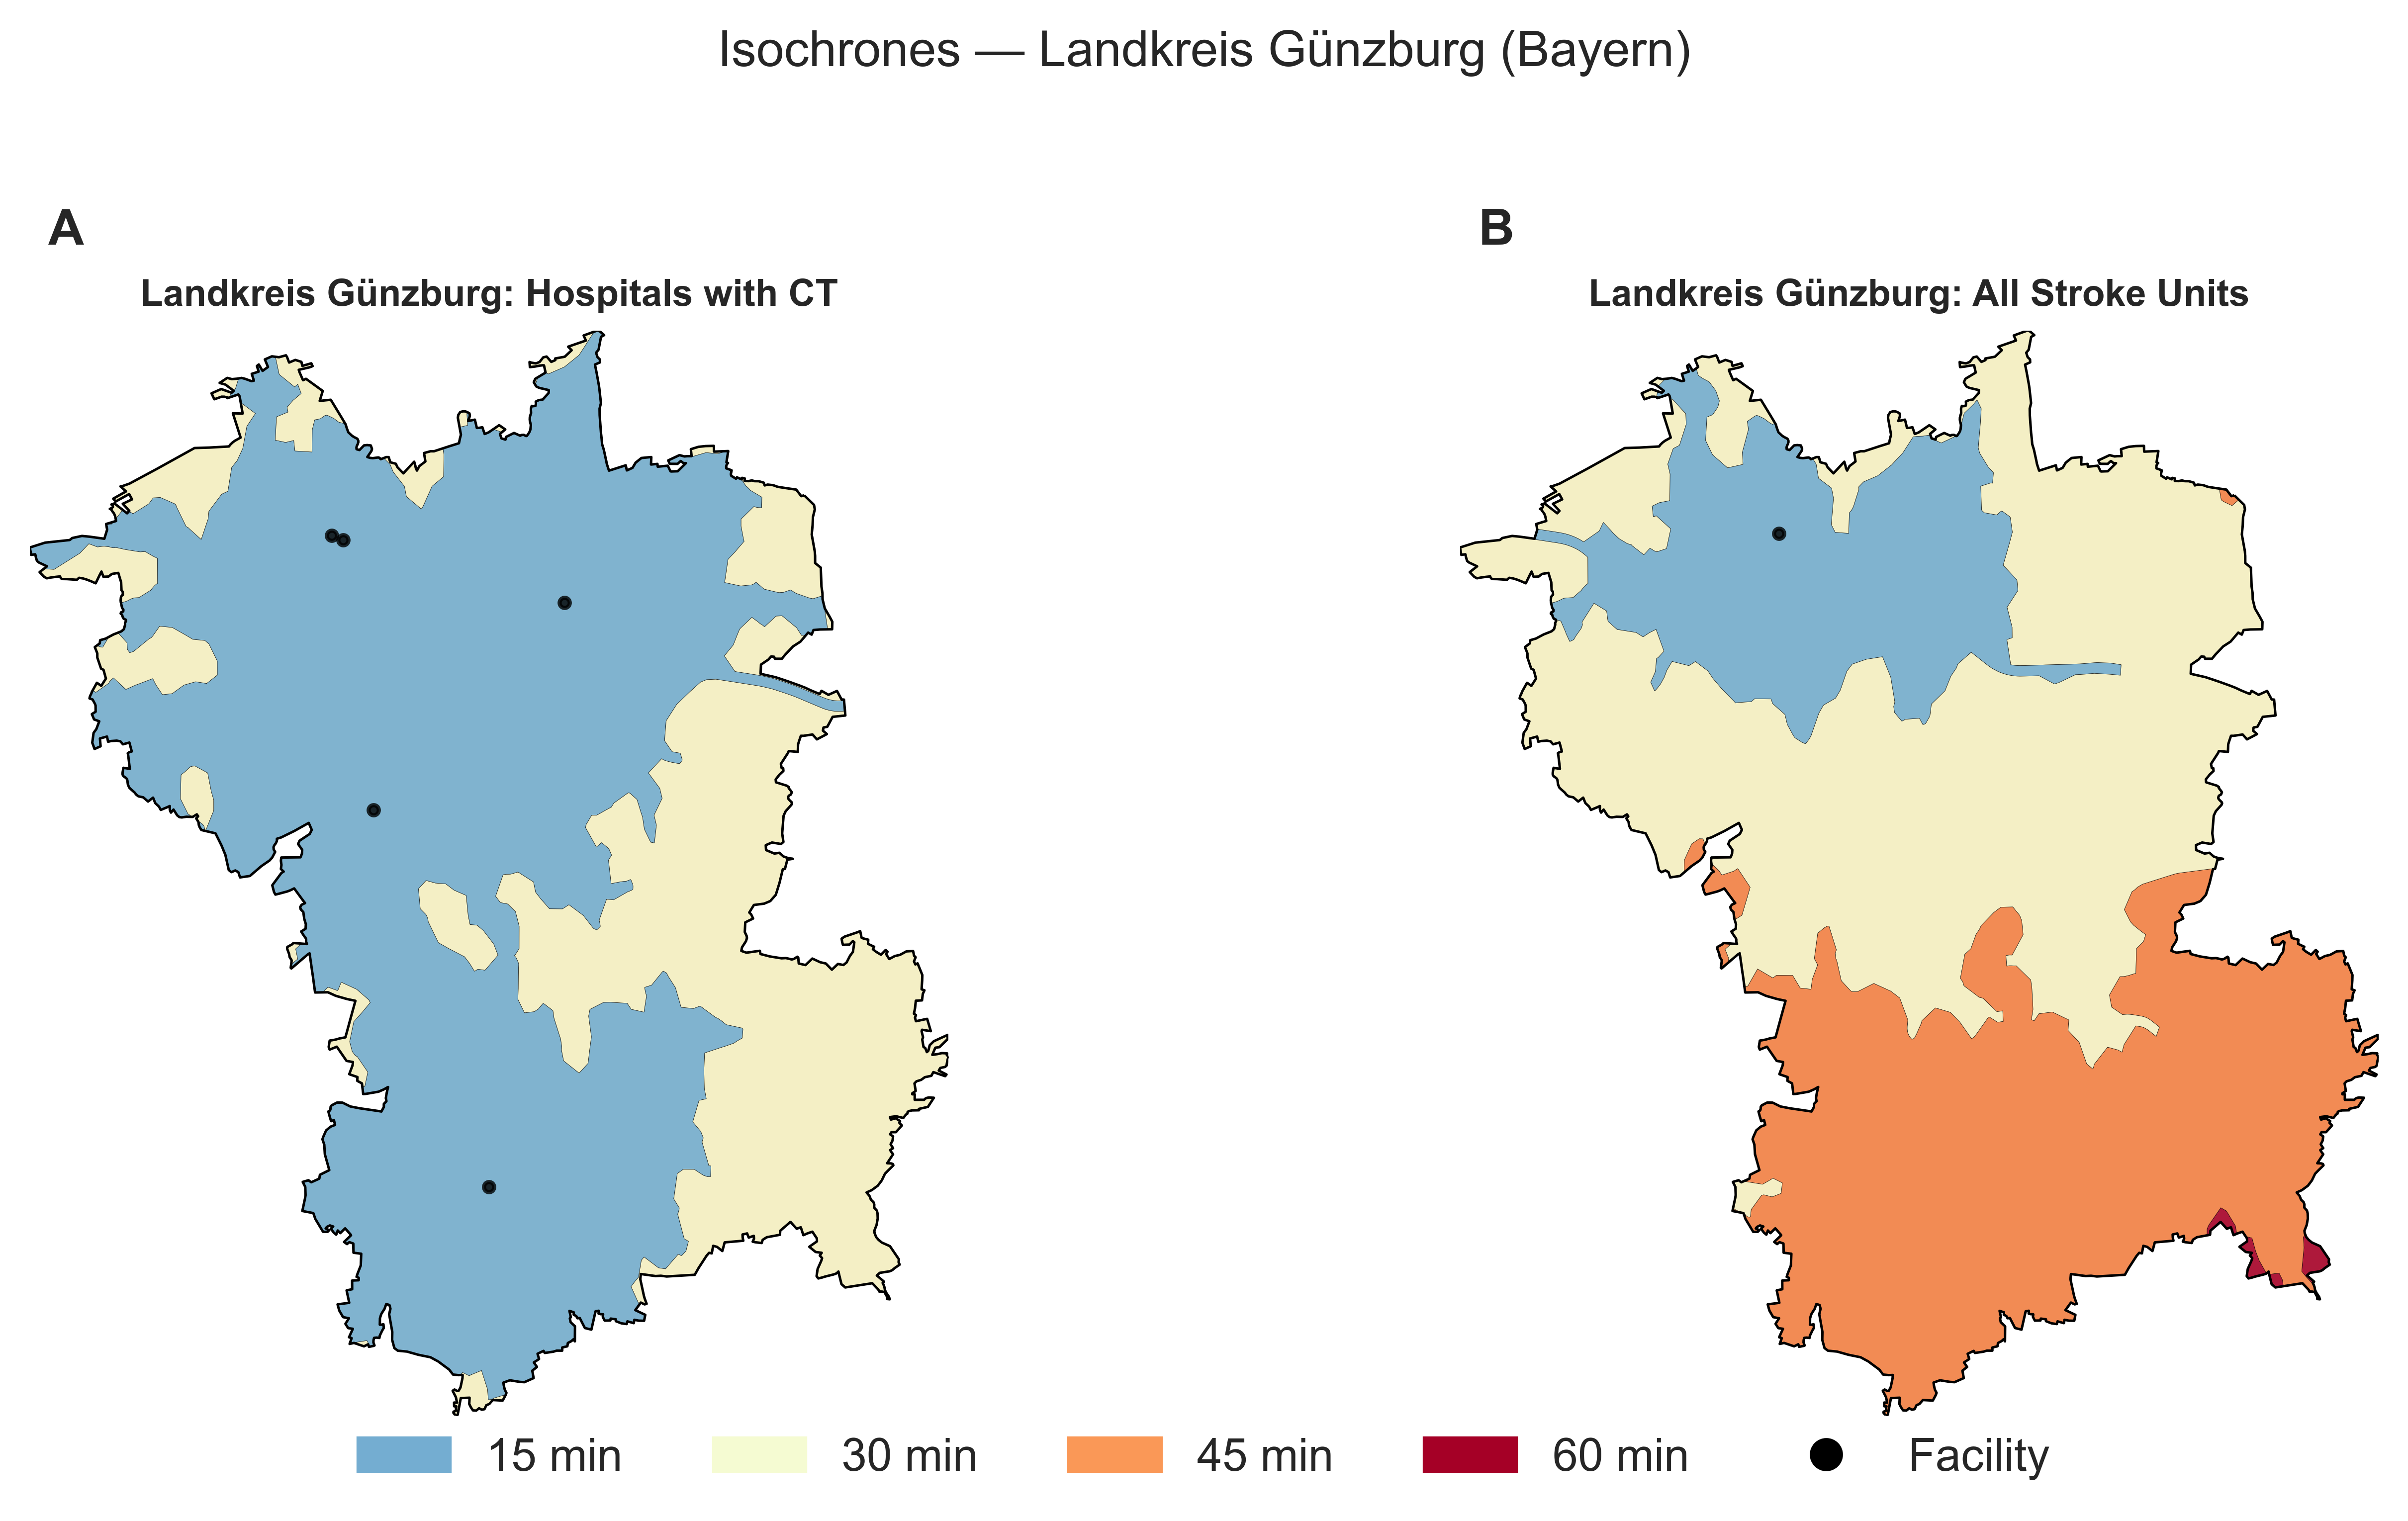 Isochrones — Landkreis Günzburg (Bayern)
A
B
Landkreis Günzburg: Hospitals with CT
Landkreis Günzburg: All Stroke Units
15 min
30 min
45 min
60 min
Facility